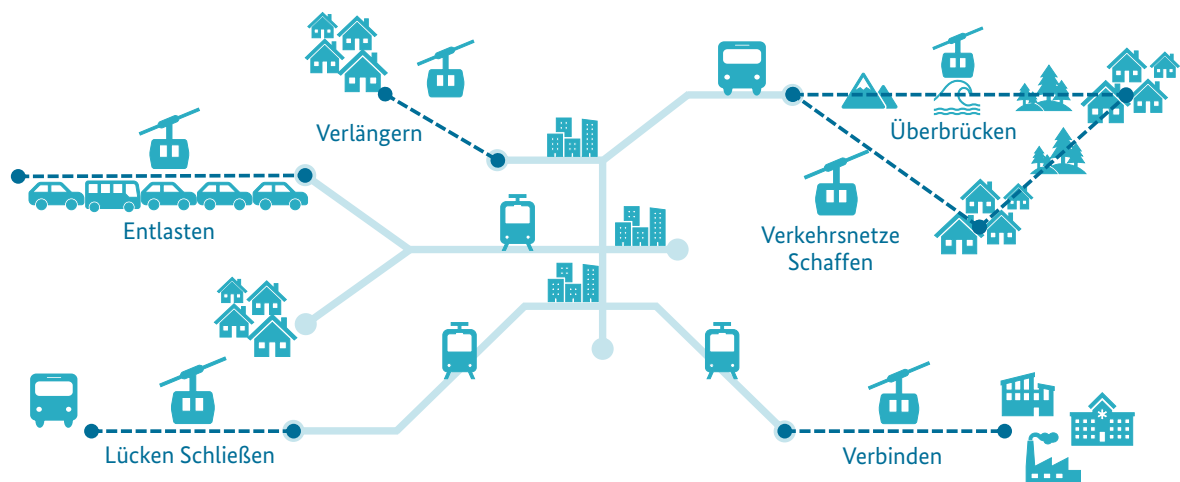 Verlängern
Überbrücken
Entlasten
Verkehrsnetze
Schaffen
Lücken Schließen
Verbinden